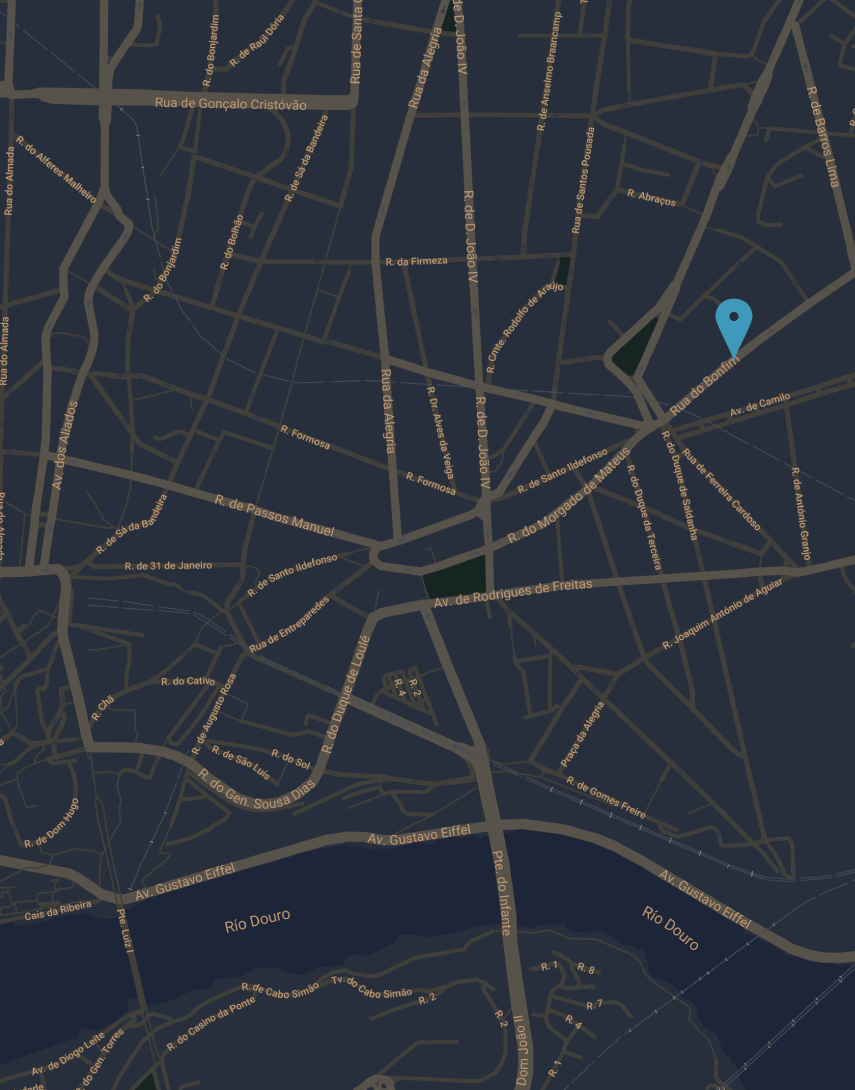 R. do Bonjardim
R. de Raúl Dória
Rua de Santa C
Rua da Alegria
de D. João IV
R. de Anselmo Braancamp
T
Rua de Gonçalo Cristóvão
R. de Barros Lima
R. do Alferes Malheiro
Rua do Almada
R. de Sá da Bandeira
Rua de Santos Pousada
R. Abraços
R. do Bolhão
R. de D. João IV
R. do Bonjardim
R. da Firmeza
R. Cmte. Rodolfo de Araújo
Rua do Almada
Rua do Bonfim
Av. de Camilo
Av. dos Aliados
Rua da Alegria
R. Dr. Alves da Veiga
R. de D. João IV
R. Formosa
R. Formosa
R. de Santo Ildefonso
R. do Morgado de Mateus
R. do Duque da Terceira
R. do Duque de Saldanha
Rua de Ferreira Cardoso
R. de António Granjo
R. de Passos Manuel
R. de Sá da Bandeira
R. de 31 de Janeiro
R. de Santo Ildefonso
Av. de Rodrigues de Freitas
Rua de Entreparedes
R. Joaquim António de Aguiar
R. do Cativo
R. Chã
R. de Augusto Rosa
R. do Duque de Loulé
R. 4
R. 2
Praça da Alegria
R. de São Luís
R. do Sol
R. do Gen. Sousa Dias
R. de Gomes Freire
R. de Dom Hugo
Av. Gustavo Eiffel
Av. Gustavo Eiffel
Av. Gustavo Eiffel
Pte. do Infante
Cais da Ribeira
Pte. Luiz I
Río Douro
Río Douro
R. de Cabo Simão
Tv. do Cabo Simão
R. 2
R. 2
R. 1
R. 8
R. 7
R. 4
R. 1
R. do Casino da Ponte
Av. de Diogo Leite
do Gen. Torres
dade
Dom João II